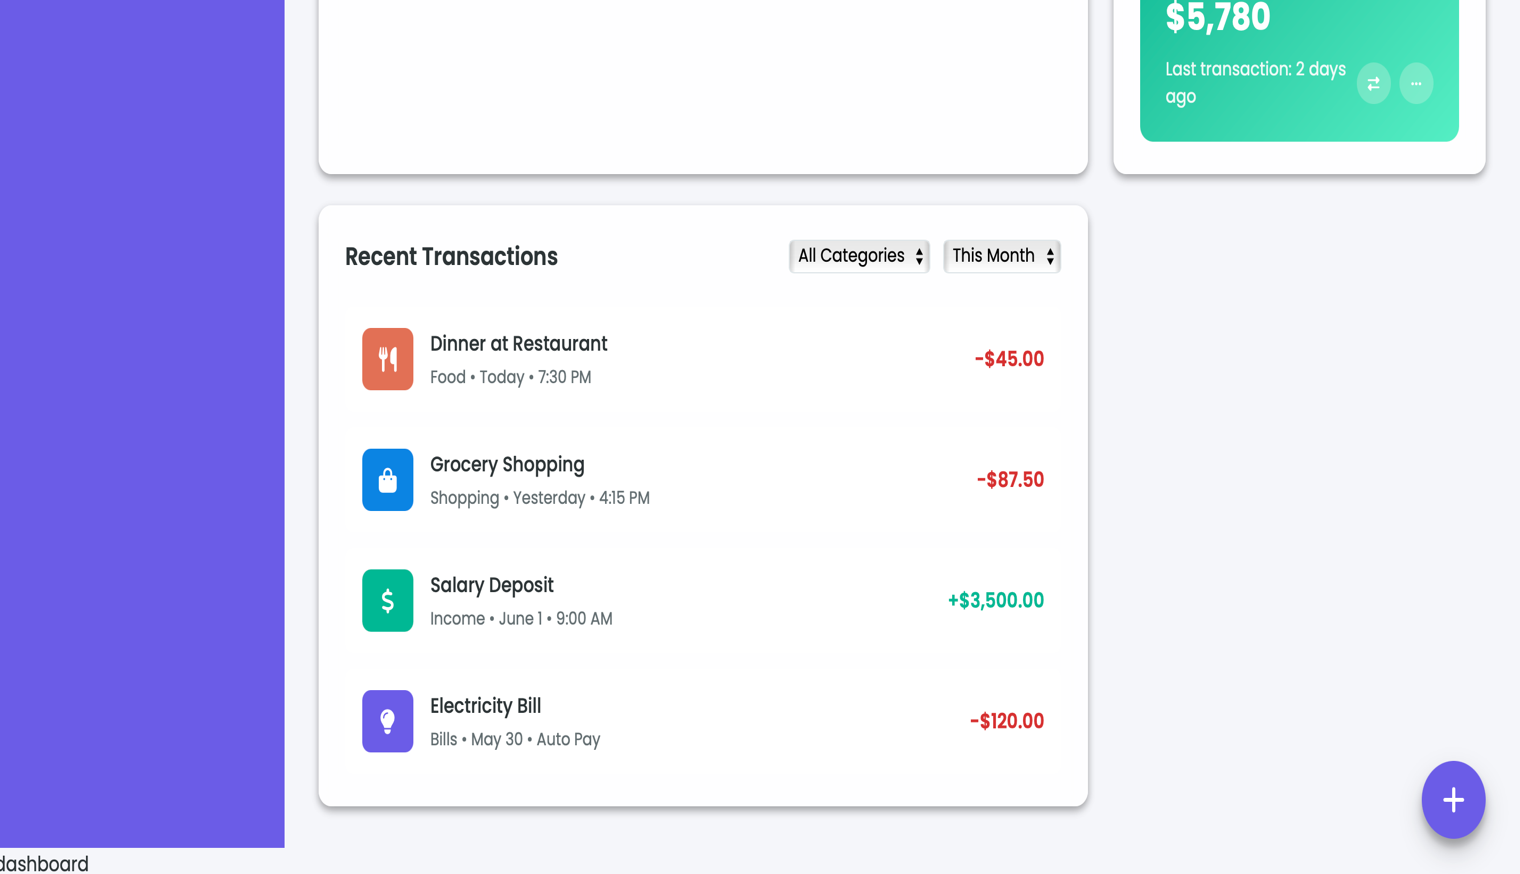 $5,780
Last transaction: 2 days
ago
Recent Transactions
All Categories
This Month
Dinner at Restaurant
Food • Today • 7:30 PM
-$45.00
Grocery Shopping
Shopping • Yesterday • 4:15 PM
-$87.50
Salary Deposit
Income • June 1 • 9:00 AM
+$3,500.00
Electricity Bill
Bills • May 30 • Auto Pay
-$120.00
dashboard